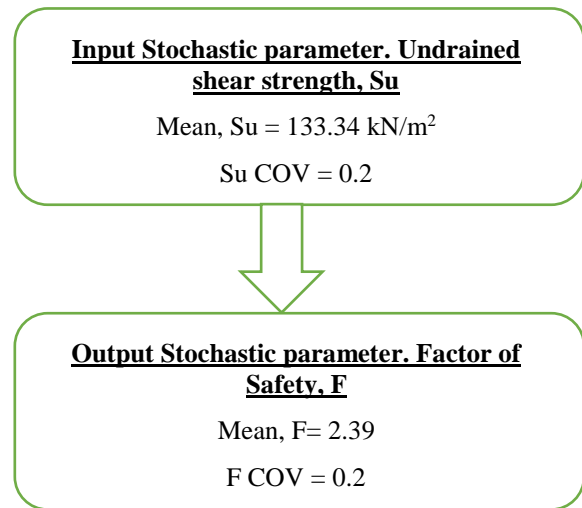 Input Stochastic parameter. Undrained
shear strength, Su
Mean, Su = 133.34 kN/m²
Su COV = 0.2
Output Stochastic parameter. Factor of
Safety, F
Mean, F= 2.39
F COV = 0.2